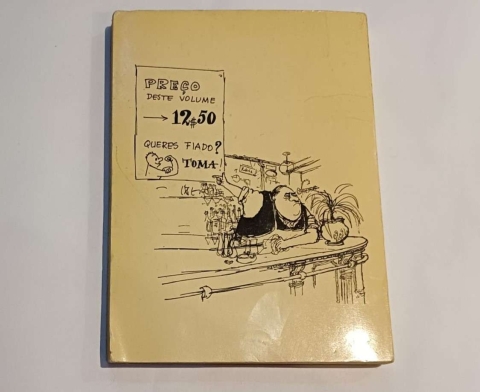 PREÇO
DESTE VOLUME
→ 12$50
QUERES FIADO?
TOMA!